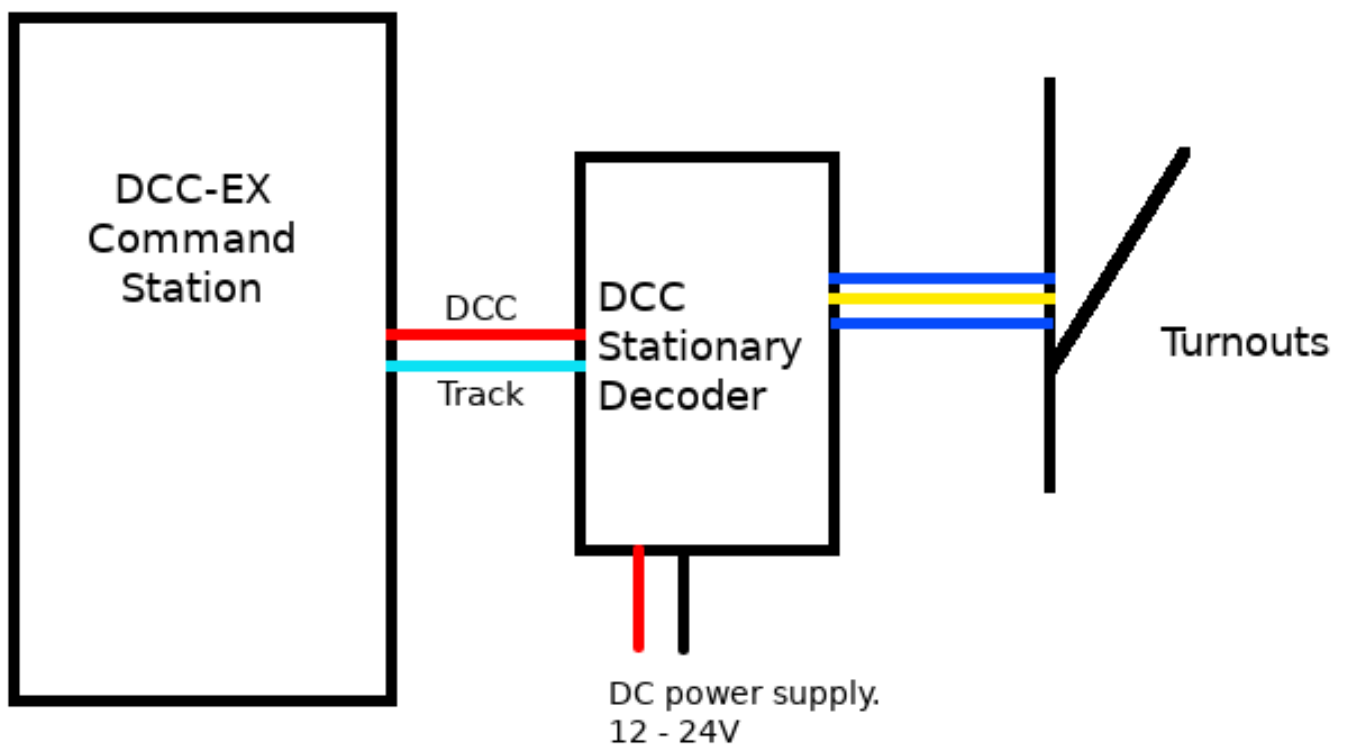 DCC-EX
Command
Station
DCC
Track
DCC
Stationary
Decoder
Turnouts
DC power supply.
12 - 24V